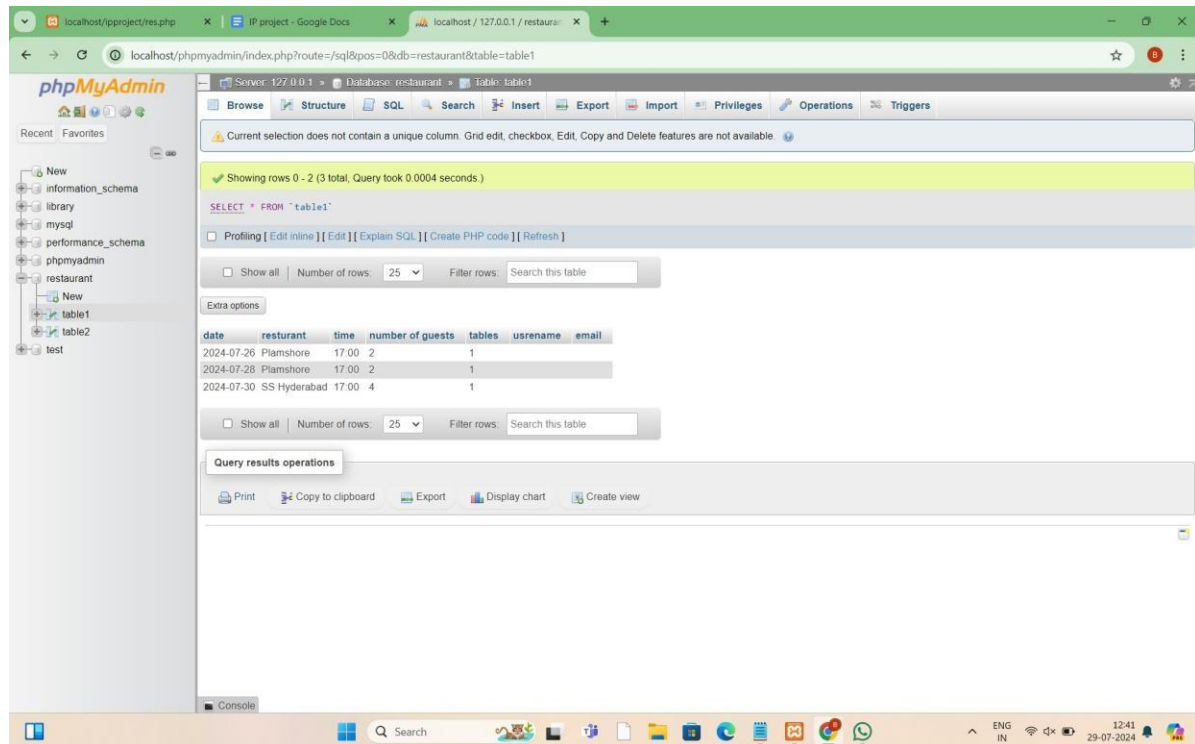 localhost/ipproject/res.php
IP project - Google Docs
localhost / 127.0.0.1 / restauran
localhost/phpmyadmin/index.php?route=/sql&pos=0&db=restaurant&table=table1
B
phpMyAdmin
Recent Favorites
New
information_schema
library
mysql
performance_schema
phpmyadmin
restaurant
New
table1
table2
test
Server: 127.0.0.1 » Database: restaurant » Table: table1
Browse Structure SQL Search Insert Export Import Privileges Operations Triggers
Current selection does not contain a unique column. Grid edit, checkbox, Edit, Copy and Delete features are not available.
Showing rows 0 - 2 (3 total, Query took 0.0004 seconds.)
SELECT * FROM `table1`
Profiling [ Edit inline ] [ Edit ] [ Explain SQL ] [ Create PHP code ] [ Refresh ]
Show all | Number of rows: 25 Filter rows: Search this table
Extra options
date resturant time number of guests tables usrename email
2024-07-26 Plamshore 17:00 2 1
2024-07-28 Plamshore 17:00 2 1
2024-07-30 SS Hyderabad 17:00 4 1
Show all | Number of rows: 25 Filter rows: Search this table
Query results operations
Print Copy to clipboard Export Display chart Create view
Console
Search
ENG
IN
12:41
29-07-2024